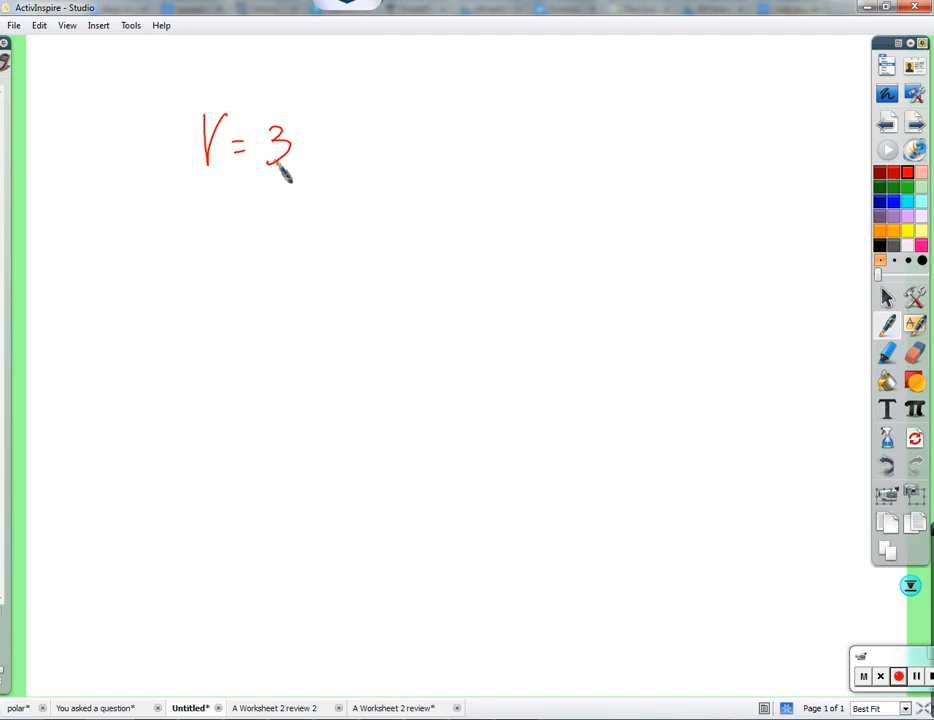 ActivInspire - Studio
File Edit View Insert Tools Help
r = 3
M
polar* You asked a question* Untitled* A Worksheet 2 review 2 A Worksheet 2 review* Page 1 of 1 Best Fit